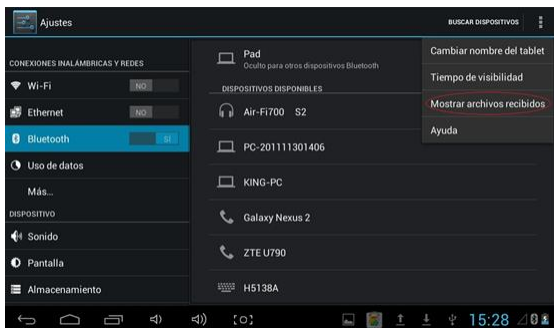 Ajustes
BUSCAR DISPOSITIVOS
CONEXIONES INALÁMBRICAS Y REDES
Wi-Fi
NO
Ethernet
NO
Bluetooth
SÍ
Uso de datos
Más...
DISPOSITIVO
Sonido
Pantalla
Almacenamiento
Pad
Oculto para otros dispositivos Bluetooth
DISPOSITIVOS DISPONIBLES
Air-Fi700 S2
PC-201111301406
KING-PC
Galaxy Nexus 2
ZTE U790
H5138A
Cambiar nombre del tablet
Tiempo de visibilidad
Mostrar archivos recibidos
Ayuda
15:28